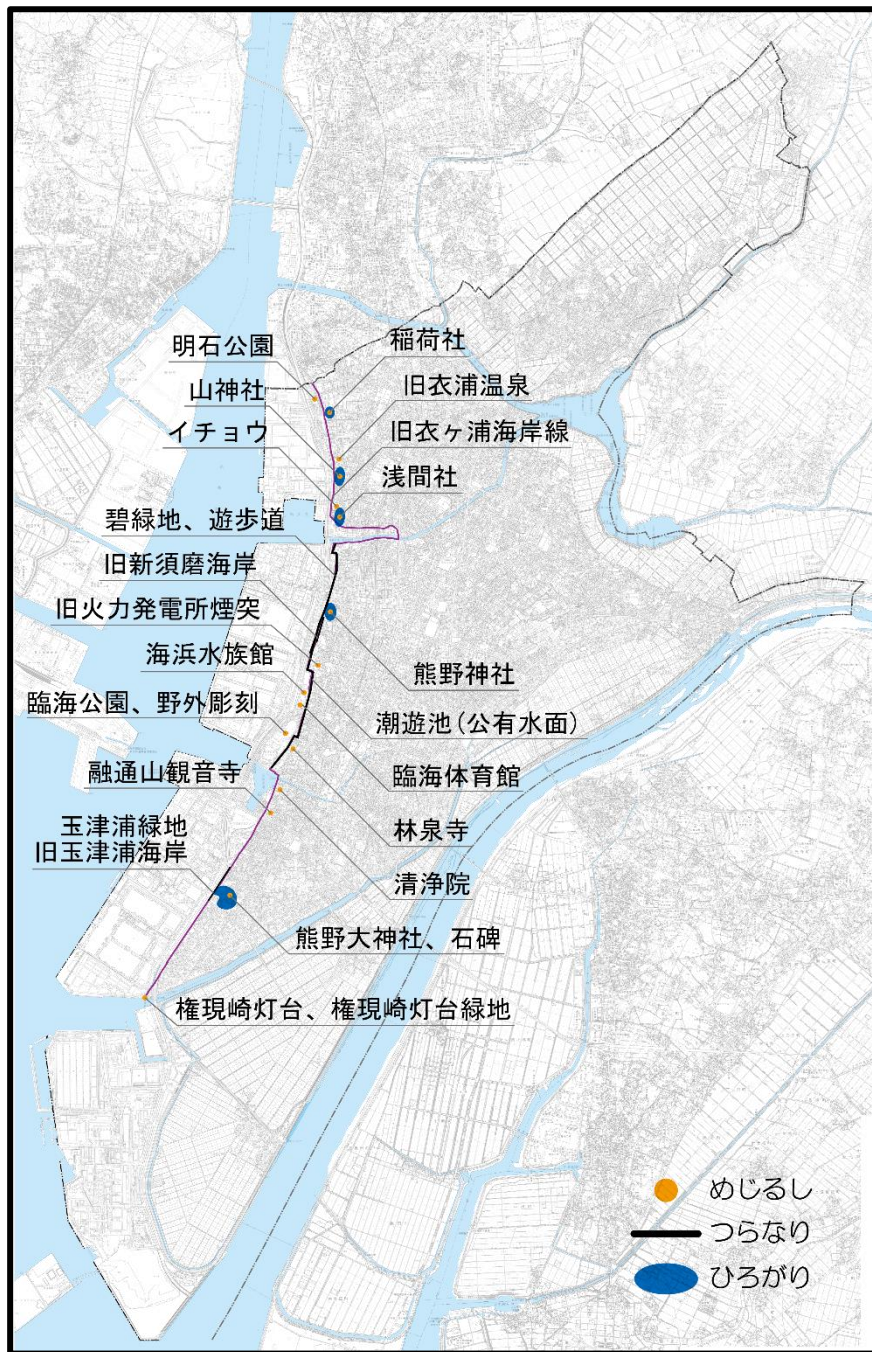 明石公園
稲荷社
山神社
旧衣浦温泉
イチョウ
旧衣ヶ浦海岸線
浅間社
碧緑地、遊歩道
旧新須磨海岸
旧火力発電所煙突
海浜水族館
熊野神社
臨海公園、野外彫刻
潮遊池(公有水面)
融通山観音寺
臨海体育館
玉津浦緑地
旧玉津浦海岸
林泉寺
清浄院
熊野大神社、石碑
権現崎灯台、権現崎灯台緑地
めじるし
つらなり
ひろがり